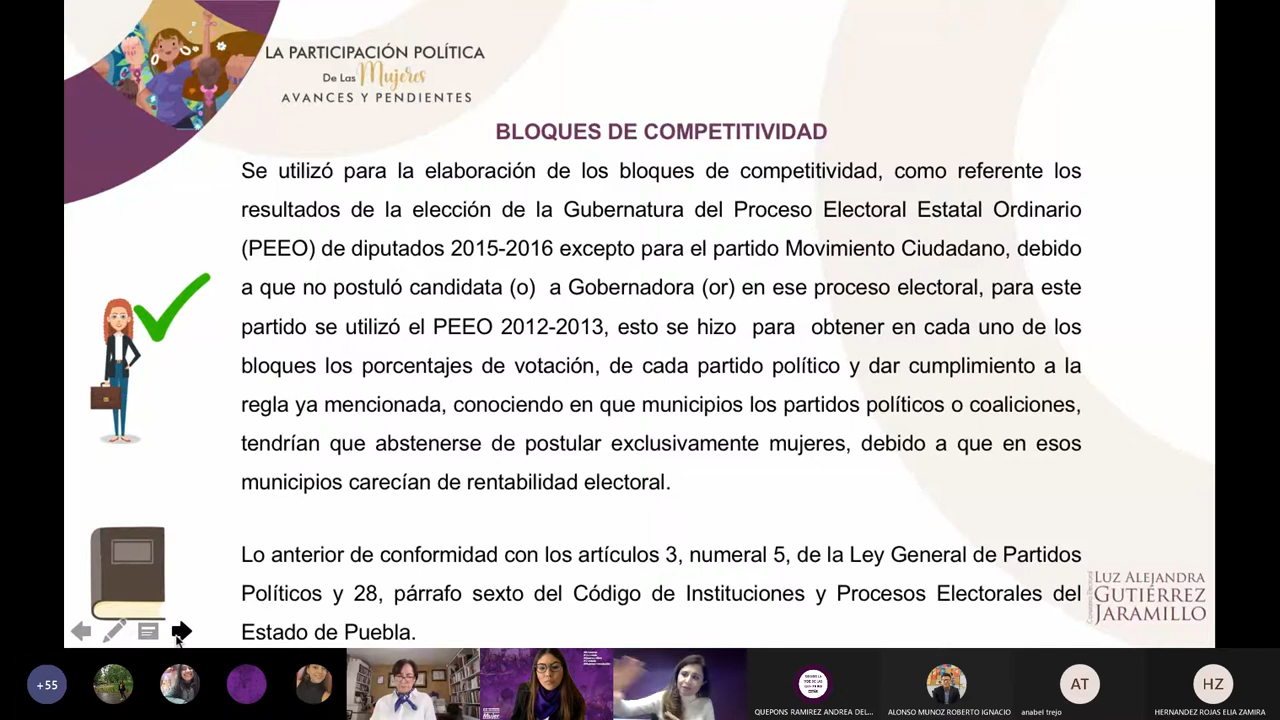 LA PARTICIPACIÓN POLÍTICA
De Las Mujeres
AVANCES Y PENDIENTES
BLOQUES DE COMPETITIVIDAD
Se utilizó para la elaboración de los bloques de competitividad, como referente los
resultados de la elección de la Gubernatura del Proceso Electoral Estatal Ordinario
(PEEO) de diputados 2015-2016 excepto para el partido Movimiento Ciudadano, debido
a que no postuló candidata (o) a Gobernadora (or) en ese proceso electoral, para este
partido se utilizó el PEEO 2012-2013, esto se hizo para obtener en cada uno de los
bloques los porcentajes de votación, de cada partido político y dar cumplimiento a la
regla ya mencionada, conociendo en que municipios los partidos políticos o coaliciones,
tendrían que abstenerse de postular exclusivamente mujeres, debido a que en esos
municipios carecían de rentabilidad electoral.
Lo anterior de conformidad con los artículos 3, numeral 5, de la Ley General de Partidos
Políticos y 28, párrafo sexto del Código de Instituciones y Procesos Electorales del
Estado de Puebla.
LUZ ALEJANDRA
GUTIÉRREZ
JARAMILLO
+55
QUEPONS RAMIREZ ANDREA DEL...
ALONSO MUNOZ ROBERTO IGNACIO
AT
anabel trejo
HZ
HERNANDEZ ROJAS ELIA ZAMIRA